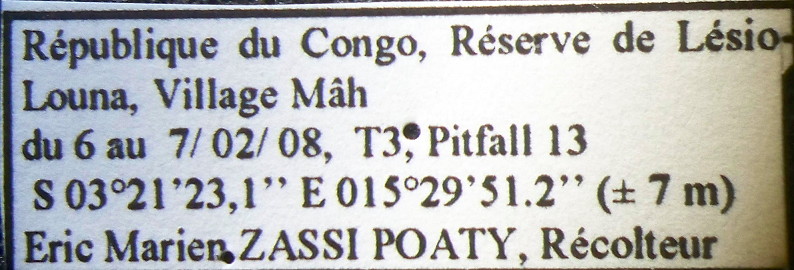 République du Congo, Réserve de Lésio-
Louna, Village Mâh
du 6 au 7/ 02/ 08, T3, Pitfall 13
S 03°21’23,1’’ E 015°29’51.2’’ (± 7 m)
Eric Marien ZASSI POATY, Récolteur